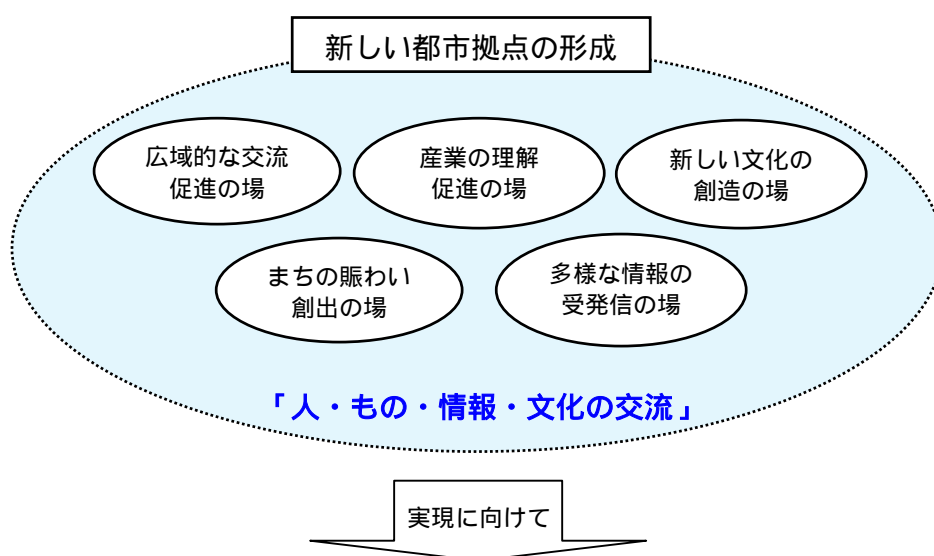 新しい都市拠点の形成
広域的な交流
促進の場
産業の理解
促進の場
新しい文化の
創造の場
まちの賑わい
創出の場
多様な情報の
受発信の場
「人・もの・情報・文化の交流」
実現に向けて